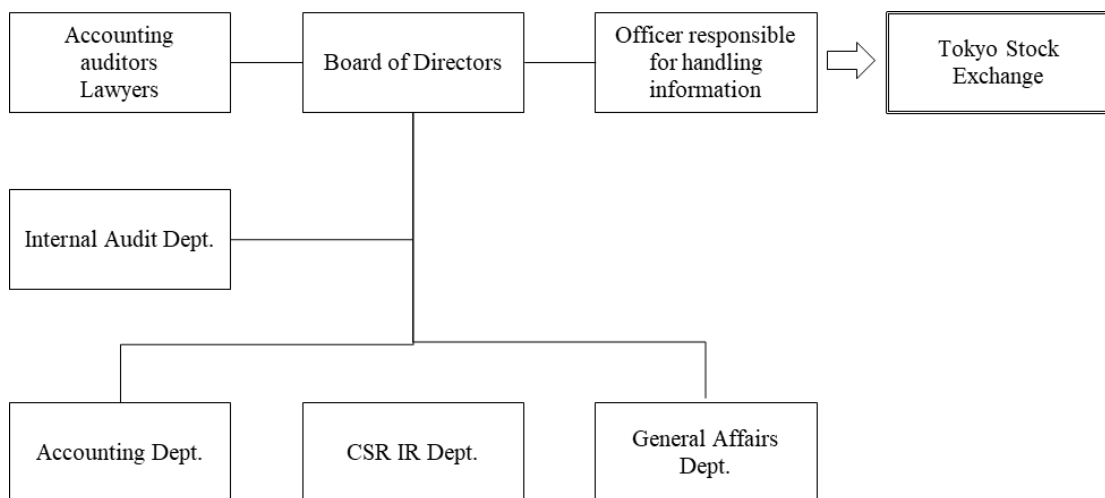 Accounting
auditors
Lawyers
Board of Directors
Officer responsible
for handling
information
Tokyo Stock
Exchange
Internal Audit Dept.
Accounting Dept.
CSR IR Dept.
General Affairs
Dept.